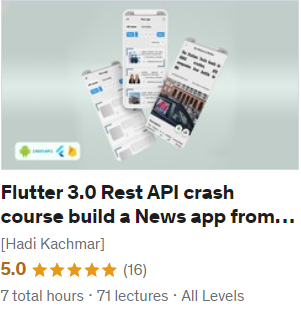 Flutter 3.0 Rest API crash
course build a News app from...
[Hadi Kachmar]
5.0 (16)
7 total hours · 71 lectures · All Levels